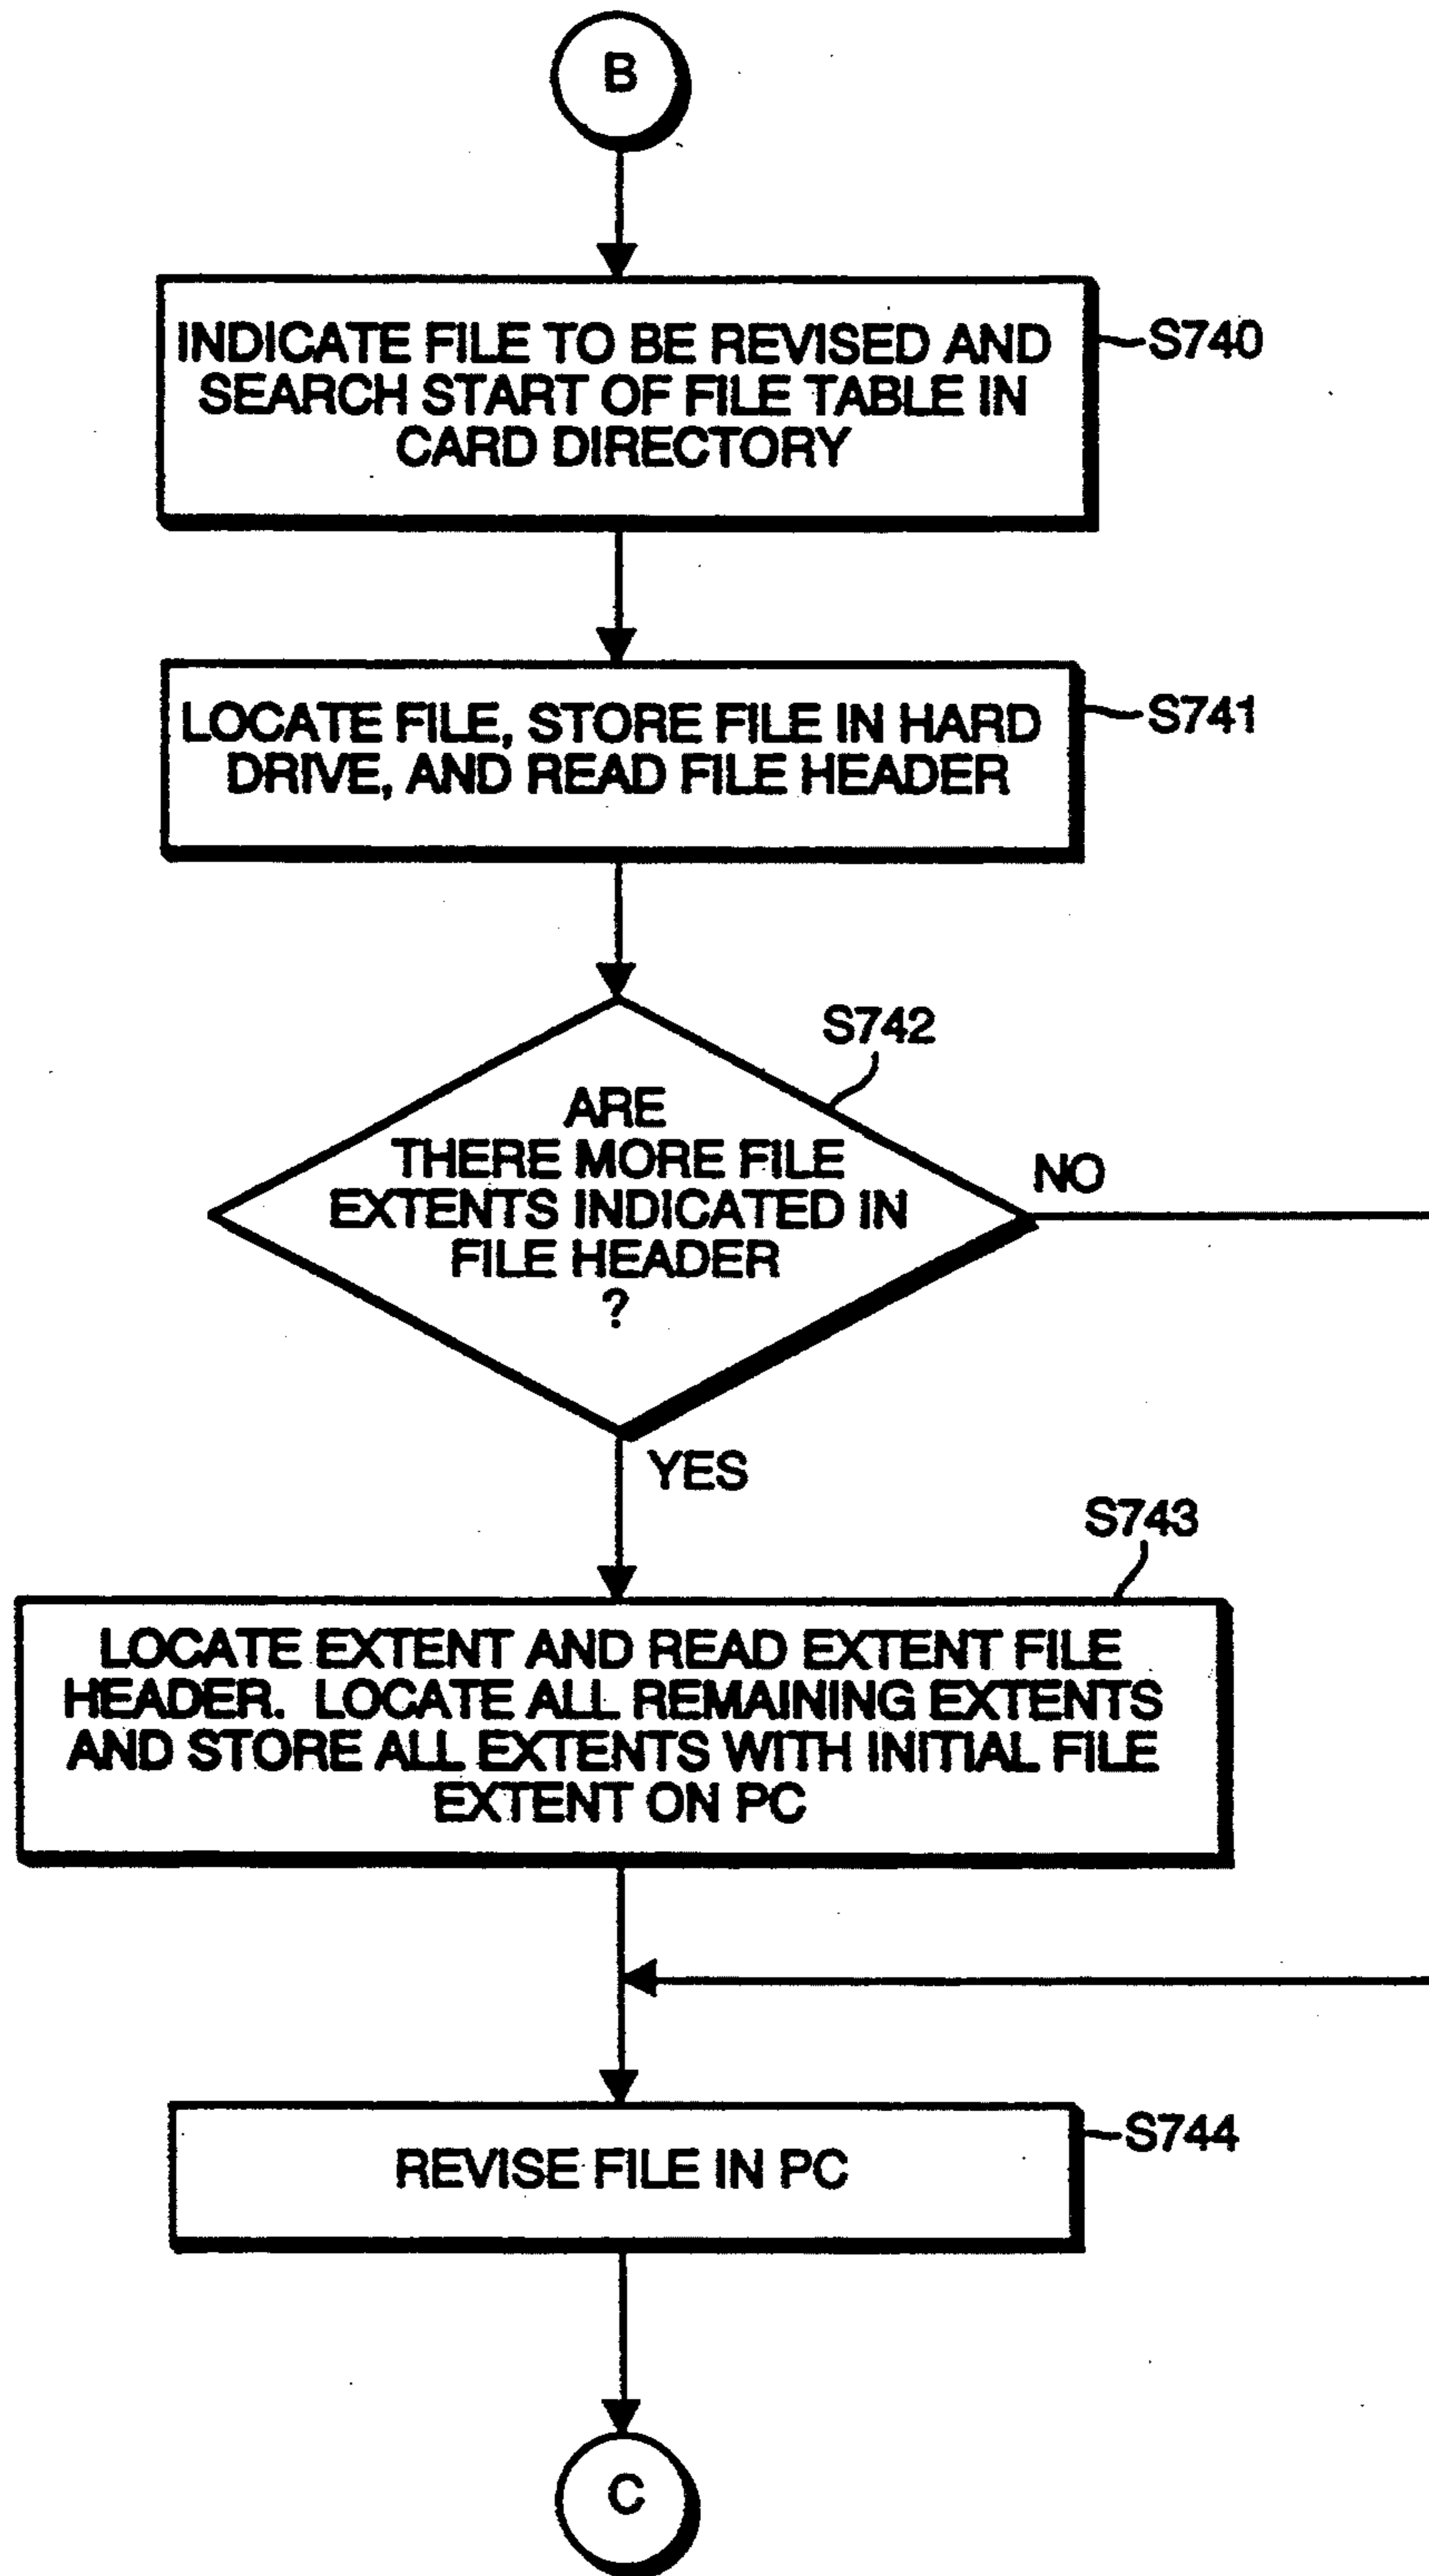 B
INDICATE FILE TO BE REVISED AND
SEARCH START OF FILE TABLE IN
CARD DIRECTORY
S740
LOCATE FILE, STORE FILE IN HARD
DRIVE, AND READ FILE HEADER
S741
S742
ARE
THERE MORE FILE
EXTENTS INDICATED IN
FILE HEADER
?
NO
YES
S743
LOCATE EXTENT AND READ EXTENT FILE
HEADER. LOCATE ALL REMAINING EXTENTS
AND STORE ALL EXTENTS WITH INITIAL FILE
EXTENT ON PC
REVISE FILE IN PC
S744
C